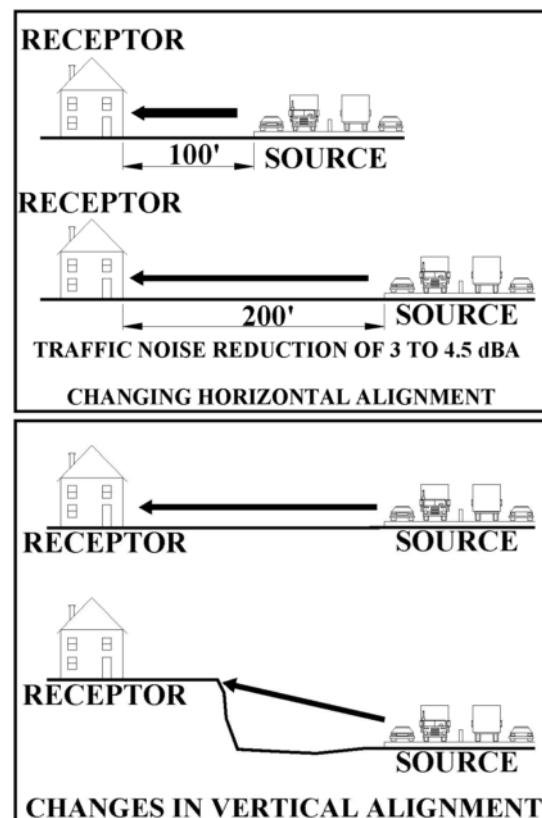 RECEPTOR
100'
SOURCE
RECEPTOR
200'
SOURCE
TRAFFIC NOISE REDUCTION OF 3 TO 4.5 dBA
CHANGING HORIZONTAL ALIGNMENT
RECEPTOR
SOURCE
RECEPTOR
SOURCE
CHANGES IN VERTICAL ALIGNMENT